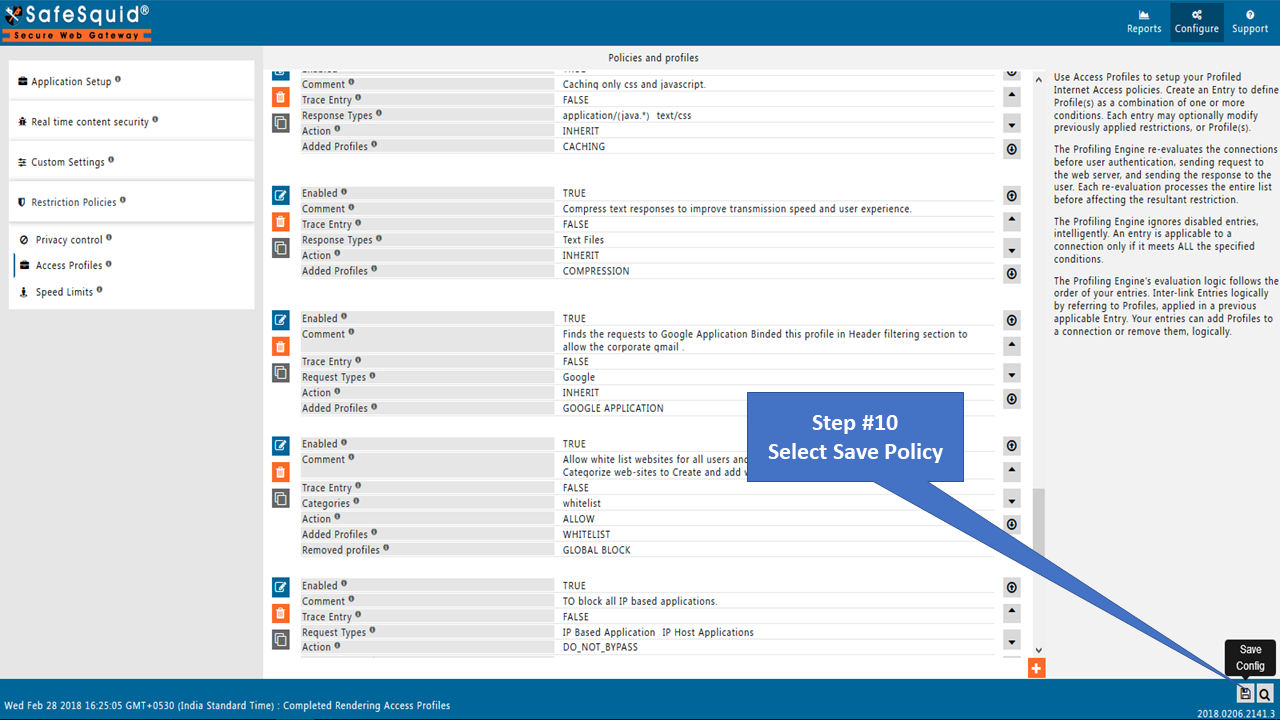 SafeSquid®
Secure Web Gateway
Reports
Configure
Support
Application Setup
Real time content security
Custom Settings
Restriction Policies
Privacy control
Access Profiles
Speed Limits
Policies and profiles
Comment Caching only css and javascript.
Trace Entry FALSE
Response Types application/(java.*) text/css
Action INHERIT
Added Profiles CACHING
Enabled TRUE
Comment Compress text responses to improve transmission speed and user experience.
Trace Entry FALSE
Response Types Text Files
Action INHERIT
Added Profiles COMPRESSION
Enabled TRUE
Comment Finds the requests to Google Application Binded this profile in Header filtering section to
allow the corporate gmail .
Trace Entry FALSE
Request Types Google
Action INHERIT
Added Profiles GOOGLE APPLICATION
Enabled TRUE
Comment Allow white list websites for all users and
Categorize web-sites to Create and add
Trace Entry FALSE
Categories whitelist
Action ALLOW
Added Profiles WHITELIST
Removed profiles GLOBAL BLOCK
Enabled TRUE
Comment TO block all IP based applications.
Trace Entry FALSE
Request Types IP Based Application IP Host Applications
Action DO_NOT_BYPASS
Use Access Profiles to setup your Profiled
Internet Access policies. Create an Entry to define
Profile(s) as a combination of one or more
conditions. Each entry may optionally modify
previously applied restrictions, or Profile(s).
The Profiling Engine re-evaluates the connections
before user authentication, sending request to
the web server, and sending the response to the
user. Each re-evaluation processes the entire list
before affecting the resultant restriction.
The Profiling Engine ignores disabled entries,
intelligently. An entry is applicable to a
connection only if it meets ALL the specified
conditions.
The Profiling Engine's evaluation logic follows the
order of your entries. Inter-link Entries logically
by referring to Profiles, applied in a previous
applicable Entry. Your entries can add Profiles to
a connection or remove them, logically.
Step #10
Select Save Policy
Save
Config
Wed Feb 28 2018 16:25:05 GMT+0530 (India Standard Time) : Completed Rendering Access Profiles
2018.0206.2141.3